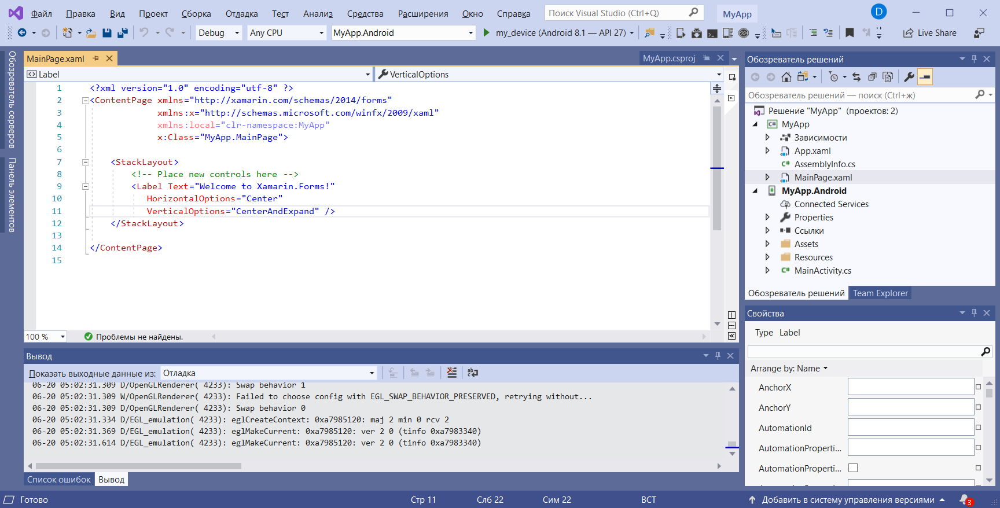 Файл Правка Вид Проект Сборка Отладка Тест Анализ Средства Расширения Окно Справка Поиск Visual Studio (Ctrl+Q) MyApp D
Debug Any CPU MyApp.Android my_device (Android 8.1 — API 27) Live Share
Обозреватель серверов
Панель элементов
MainPage.xaml MyApp.csproj
Label VerticalOptions
1 <?xml version="1.0" encoding="utf-8" ?>
2 <ContentPage xmlns="http://xamarin.com/schemas/2014/forms"
3 xmlns:x="http://schemas.microsoft.com/winfx/2009/xaml"
4 xmlns:local="clr-namespace:MyApp"
5 x:Class="MyApp.MainPage">
6
7 <StackLayout>
8 <!-- Place new controls here -->
9 <Label Text="Welcome to Xamarin.Forms!"
10 HorizontalOptions="Center"
11 VerticalOptions="CenterAndExpand" />
12 </StackLayout>
13
14 </ContentPage>
15
100 % Проблемы не найдены.
Вывод
Показать выходные данные из: Отладка
06-20 05:02:31.309 D/OpenGLRenderer( 4233): Swap behavior 1
06-20 05:02:31.309 W/OpenGLRenderer( 4233): Failed to choose config with EGL_SWAP_BEHAVIOR_PRESERVED, retrying without...
06-20 05:02:31.309 D/OpenGLRenderer( 4233): Swap behavior 0
06-20 05:02:31.334 D/EGL_emulation( 4233): eglCreateContext: 0xa7985120: maj 2 min 0 rcv 2
06-20 05:02:31.369 D/EGL_emulation( 4233): eglMakeCurrent: 0xa7985120: ver 2 0 (tinfo 0xa7983340)
06-20 05:02:31.614 D/EGL_emulation( 4233): eglMakeCurrent: 0xa7985120: ver 2 0 (tinfo 0xa7983340)
Список ошибок Вывод
Обозреватель решений
Обозреватель решений — поиск (Ctrl+ж)
Решение "MyApp" (проектов: 2)
C# MyApp
Зависимости
App.xaml
C# AssemblyInfo.cs
MainPage.xaml
MyApp.Android
Connected Services
Properties
Ссылки
Assets
Resources
C# MainActivity.cs
Обозреватель решений Team Explorer
Свойства
Type Label
Arrange by: Name
AnchorX
AnchorY
AutomationId
AutomationProperti...
AutomationProperti...
Готово Стр 11 Слб 22 Сим 22 ВСТ Добавить в систему управления версиями 3